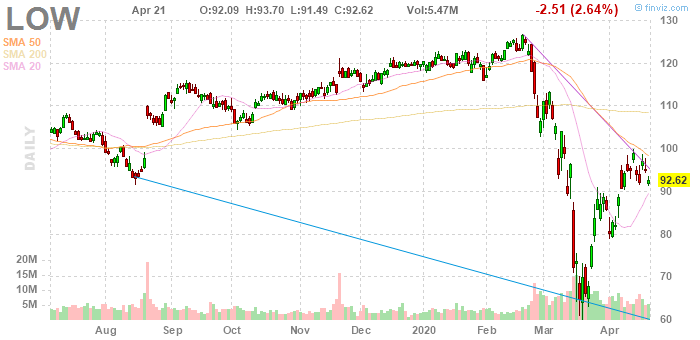 LOW Apr 21 O:92.09 H:93.70 L:91.49 C:92.62 Vol:5.47M -2.51 (2.64%) © finviz.com
SMA 50
SMA 200
SMA 20
DAILY
130
120
110
100
92.62
90
80
70
60
20M
15M
10M
5M
Aug Sep Oct Nov Dec 2020 Feb Mar Apr